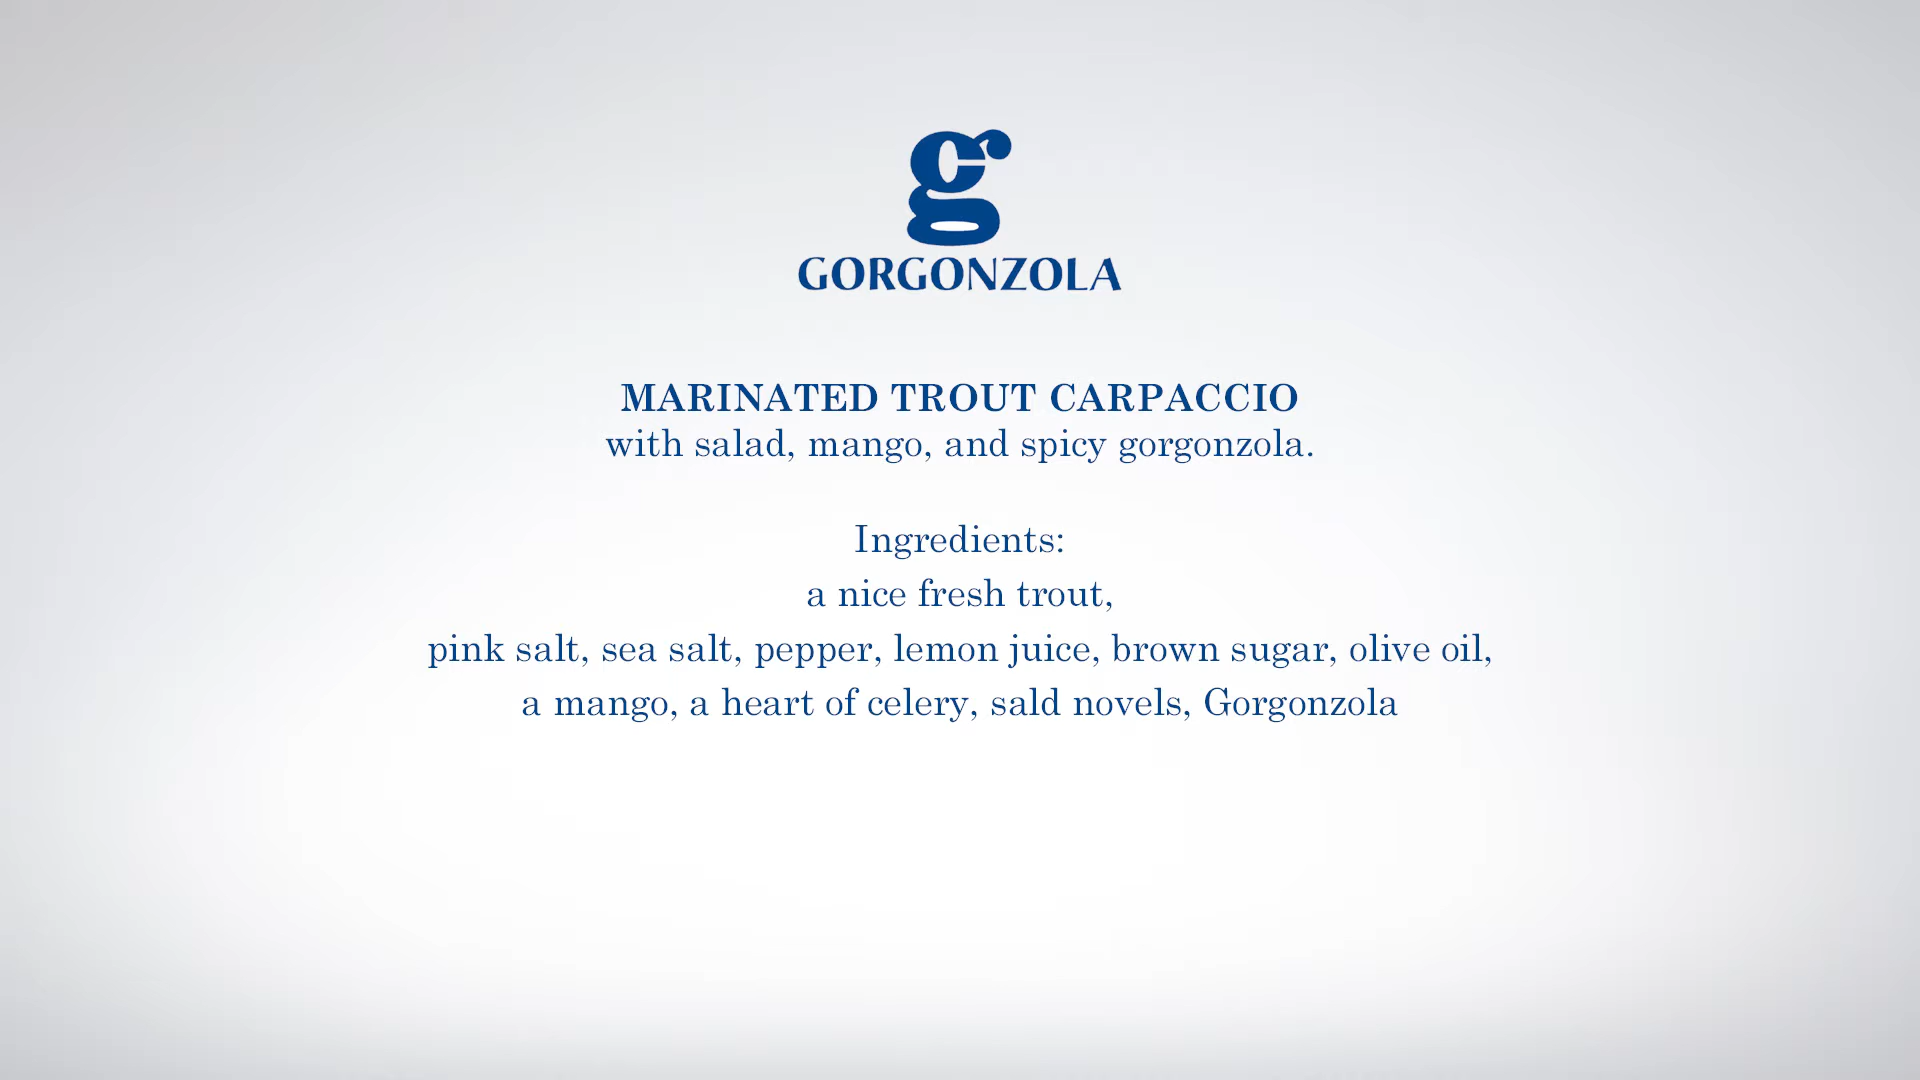 g
GORGONZOLA
MARINATED TROUT CARPACCIO
with salad, mango, and spicy gorgonzola.
Ingredients:
a nice fresh trout,
pink salt, sea salt, pepper, lemon juice, brown sugar, olive oil,
a mango, a heart of celery, sald novels, Gorgonzola